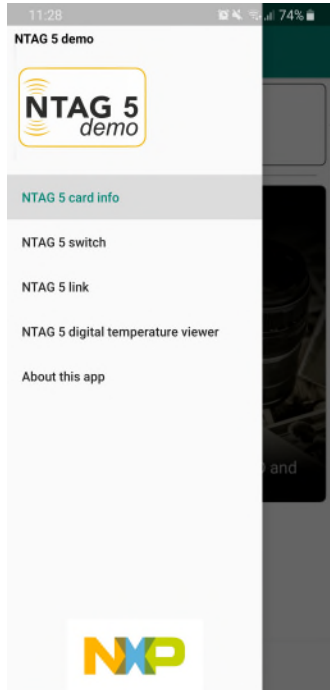 11:28 74%
NTAG 5 demo
NTAG 5
demo
NTAG 5 card info
NTAG 5 switch
NTAG 5 link
NTAG 5 digital temperature viewer
About this app
and
NXP